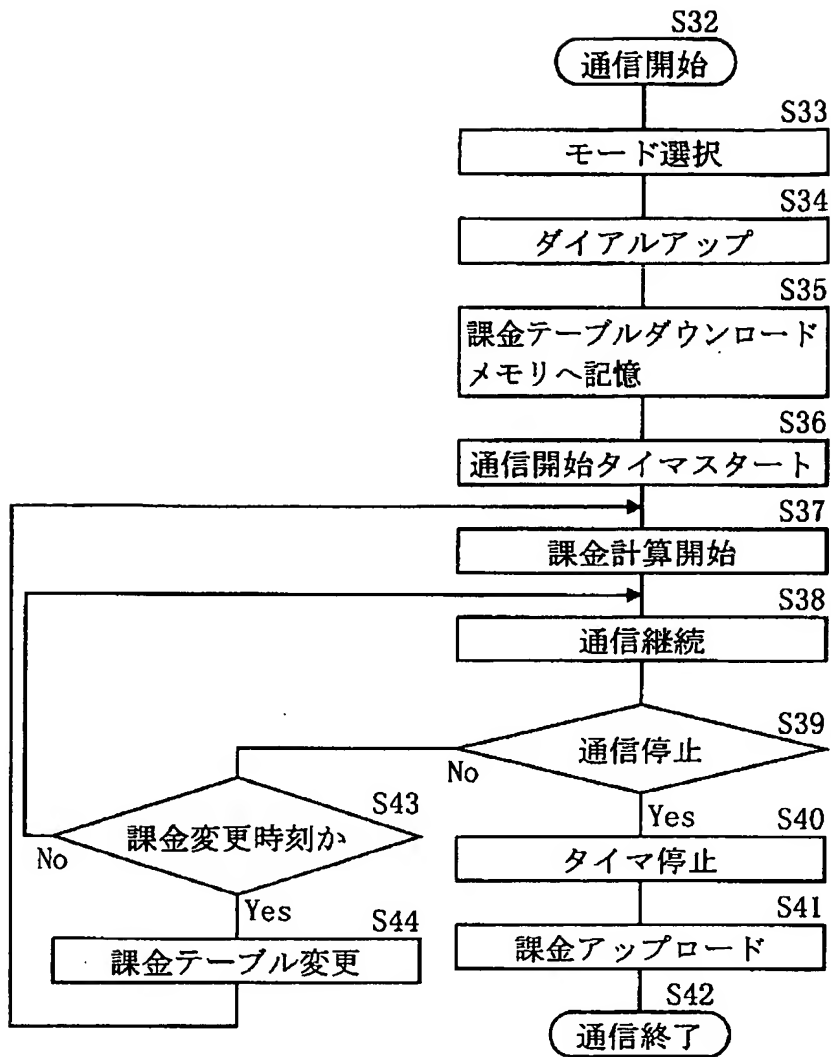 S32
通信開始
S33
モード選択
S34
ダイアルアップ
S35
課金テーブルダウンロード
メモリへ記憶
S36
通信開始タイマスタート
S37
課金計算開始
S38
通信継続
S39
通信停止
No
Yes
S43
課金変更時刻か
No
Yes
S44
課金テーブル変更
S40
タイマ停止
S41
課金アップロード
S42
通信終了